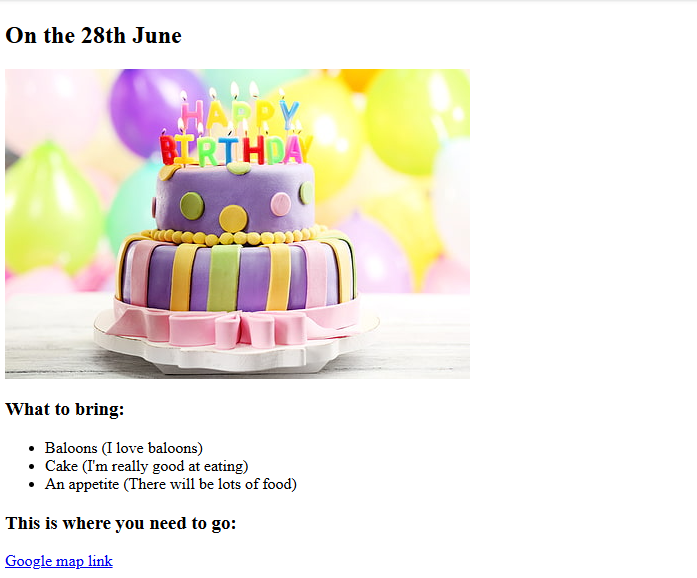 On the 28th June
HAPPY
BIRTHDAY
What to bring:
Baloons (I love baloons)
Cake (I'm really good at eating)
An appetite (There will be lots of food)
This is where you need to go:
Google map link